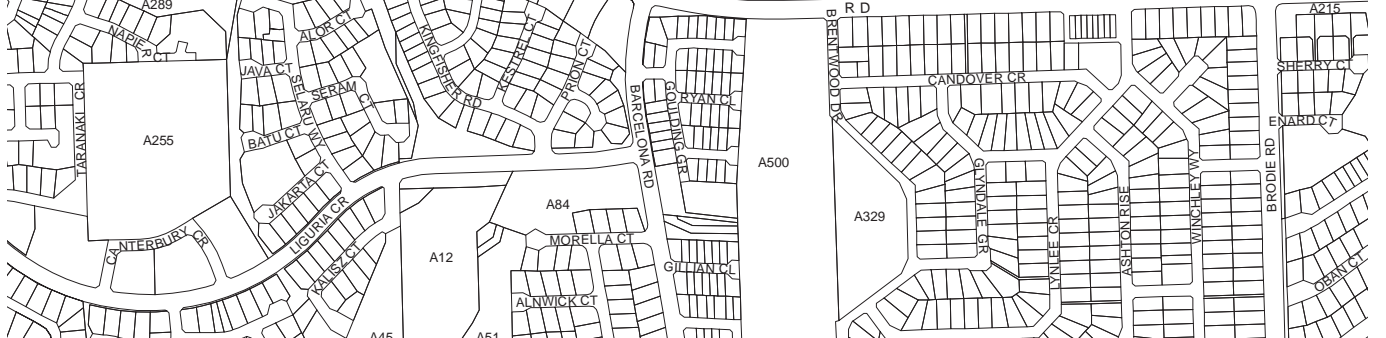 A289
NAPIER CT
ALOR CT
KINGFISHER RD
KESTREL CT
PRION CT
RD
BRENTWOOD DR
A215
JAVA CT
SELARU WY
SERAM CT
BATU CT
JAKARTA CT
TARANAKI CR
A255
BARCELONA RD
GOULDING GR
RYAN CL
A500
CANDOVER CR
SHERRY CT
ENARD CT
BRODIE RD
WINCHLEY WY
ASHTON RISE
LYNLEE CR
GLYNDALE GR
A329
A84
LIGURIA CR
CANTERBURY CR
KALISZ CT
A12
MORELLA CT
GILLIAN CL
ALNWICK CT
OBAN CT
A45
A51